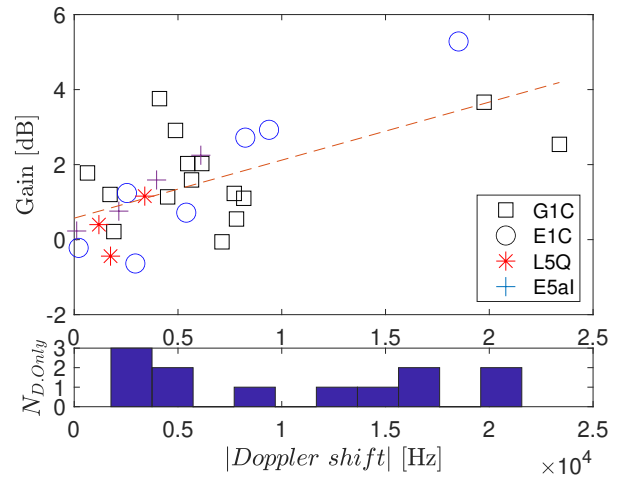 6
4
2
0
-2
Gain [dB]
G1C
E1C
L5Q
E5aI
0 0.5 1 1.5 2 2.5
3
2
1
0
N_{D.Only}
0 0.5 1 1.5 2 2.5
|Doppler shift| [Hz]
×10^4